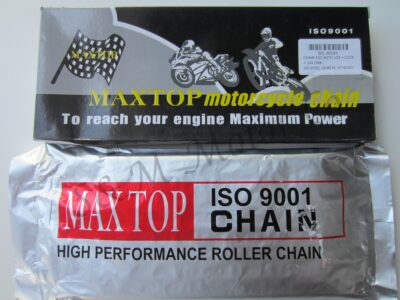 ISO9001
MAXTOP motorcycle chain
To reach your engine Maximum Power
MAX TOP
ISO 9001
CHAIN
HIGH PERFORMANCE ROLLER CHAIN